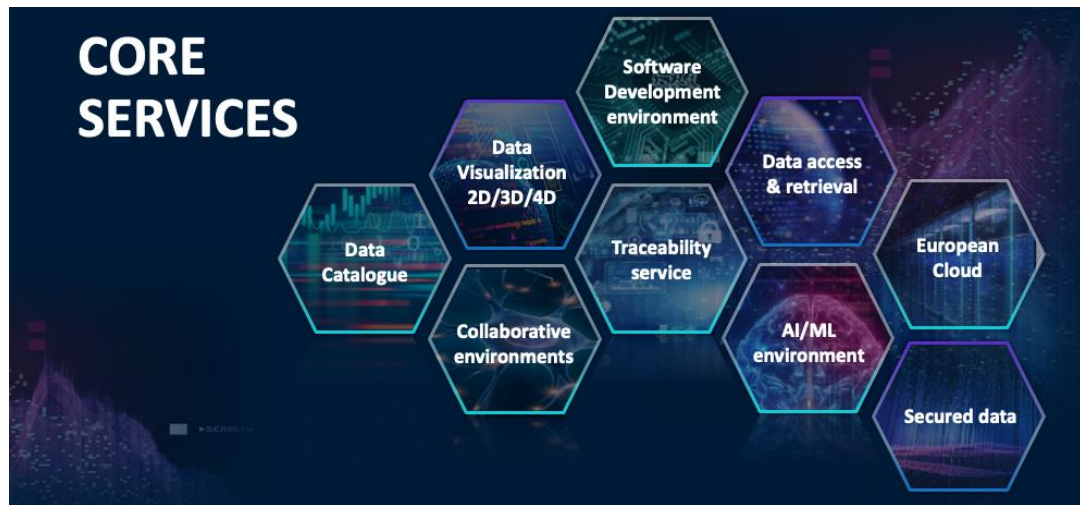 CORE
SERVICES
Software
Development
environment
Data
Visualization
2D/3D/4D
Data access
& retrieval
Data
Catalogue
Traceability
service
European
Cloud
Collaborative
environments
AI/ML
environment
Secured data
▶SEARCH